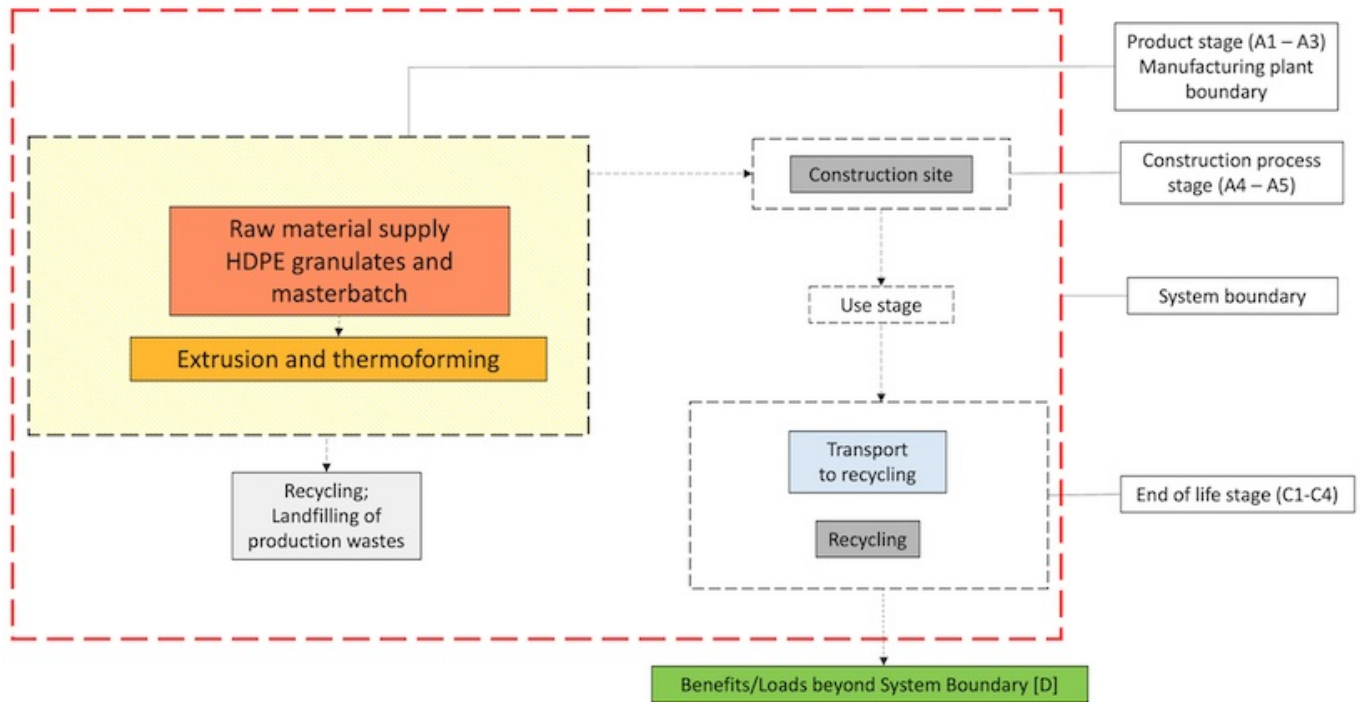 Product stage (A1 – A3)
Manufacturing plant
boundary
Construction site
Construction process
stage (A4 – A5)
Raw material supply
HDPE granulates and
masterbatch
Use stage
System boundary
Extrusion and thermoforming
Transport
to recycling
Recycling;
Landfilling of
production wastes
End of life stage (C1-C4)
Recycling
Benefits/Loads beyond System Boundary [D]